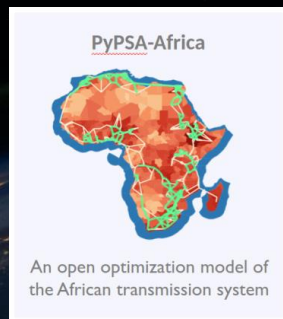 PyPSA-Africa
An open optimization model of
the African transmission system